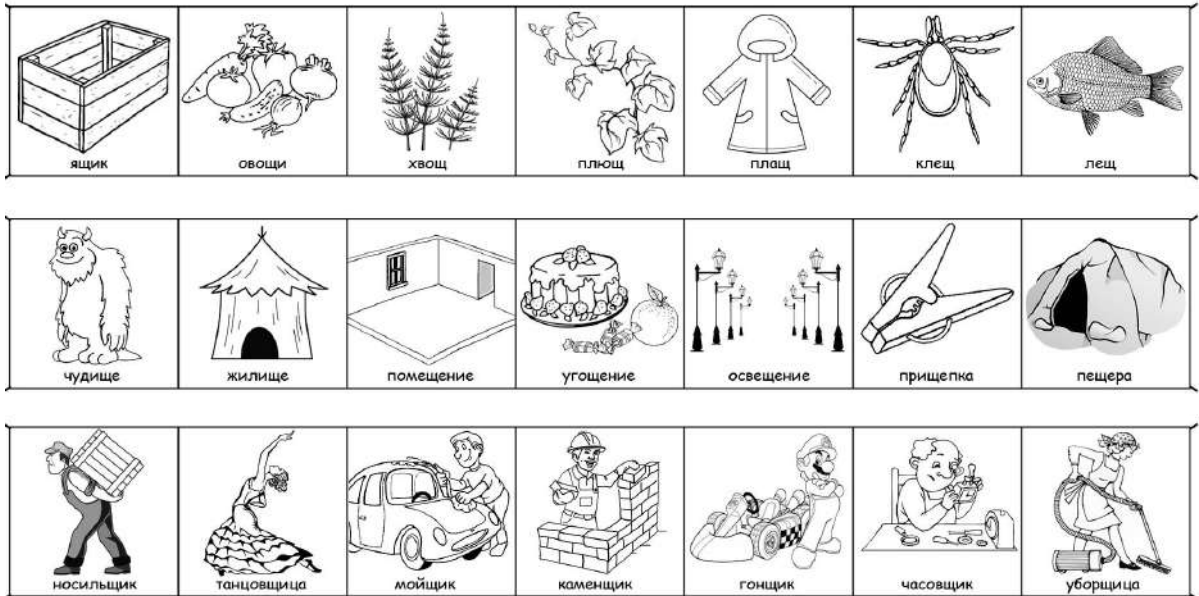 ящик овощи хвощ плющ плащ клещ лещ
чудище жилище помещение угощение освещение прищепка пещера
носильщик танцовщица мойщик каменщик гонщик часовщик уборщица